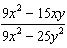 9x² − 15xy
9x² − 25y²